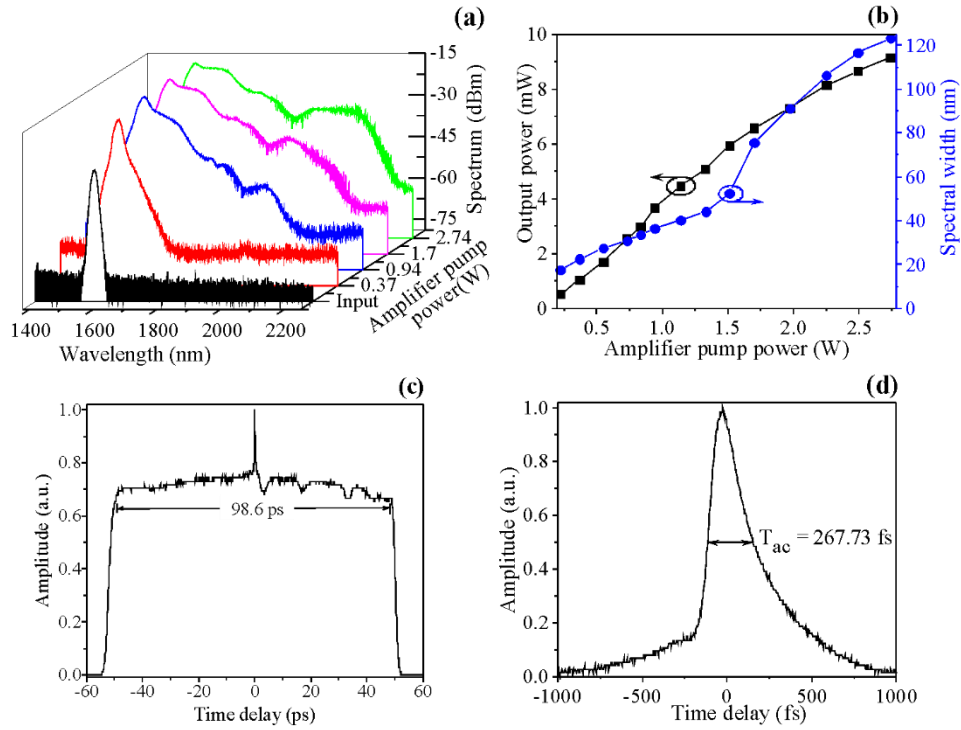 (a)
-15
-30
-45
-60
-75
Spectrum (dBm)
2.74
1.7
0.94
0.37
Input
Amplifier pump
power(W)
1400 1600 1800 2000 2200
Wavelength (nm)
(b)
10
8
6
4
2
0
Output power (mW)
120
100
80
60
40
20
0
Spectral width (nm)
0.5 1.0 1.5 2.0 2.5
Amplifier pump power (W)
(c)
1.0
0.8
0.6
0.4
0.2
0.0
Amplitude (a.u.)
98.6 ps
-60 -40 -20 0 20 40 60
Time delay (ps)
(d)
1.0
0.8
0.6
0.4
0.2
0.0
Amplitude (a.u.)
Tac = 267.73 fs
-1000 -500 0 500 1000
Time delay (fs)